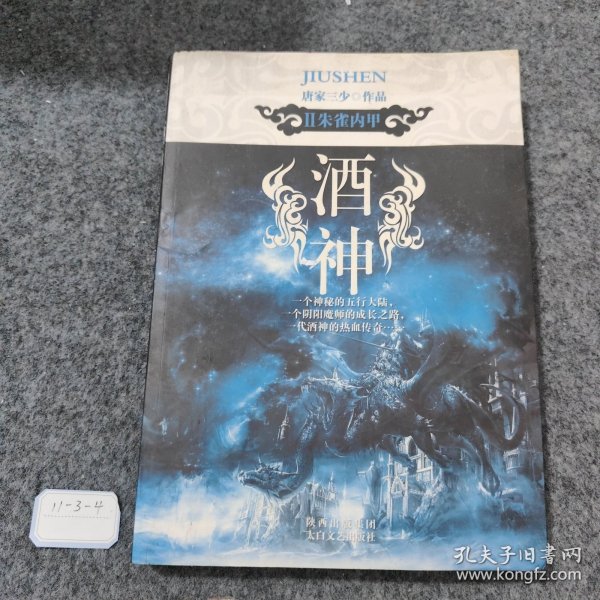 JIUSHEN
唐家三少◎作品
II朱雀内甲
酒神
一个神秘的五行大陆,
一个阴阳魔师的成长之路,
一代酒神的热血传奇……
陕西出版集团
太白文艺出版社
11-3-4
孔夫子旧书网
www.kongfz.com